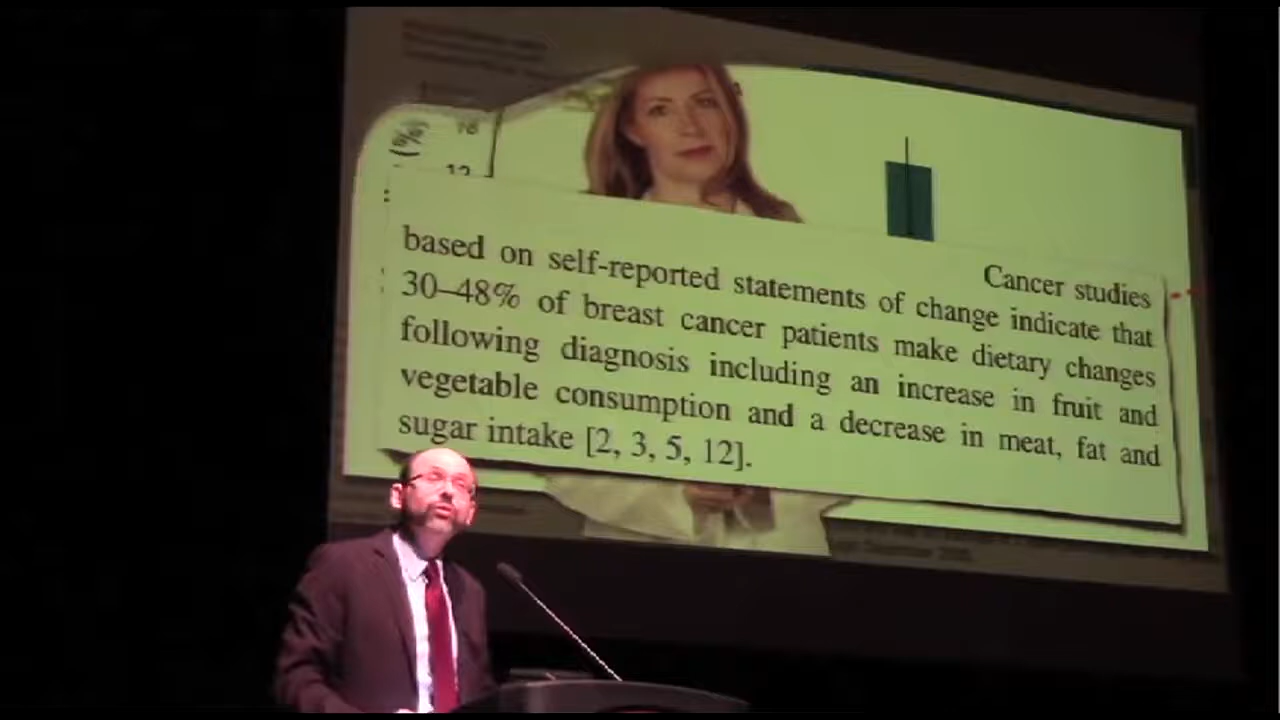 (%)
16
12
Cancer studies
based on self-reported statements of change indicate that
30–48% of breast cancer patients make dietary changes
following diagnosis including an increase in fruit and
vegetable consumption and a decrease in meat, fat and
sugar intake [2, 3, 5, 12].